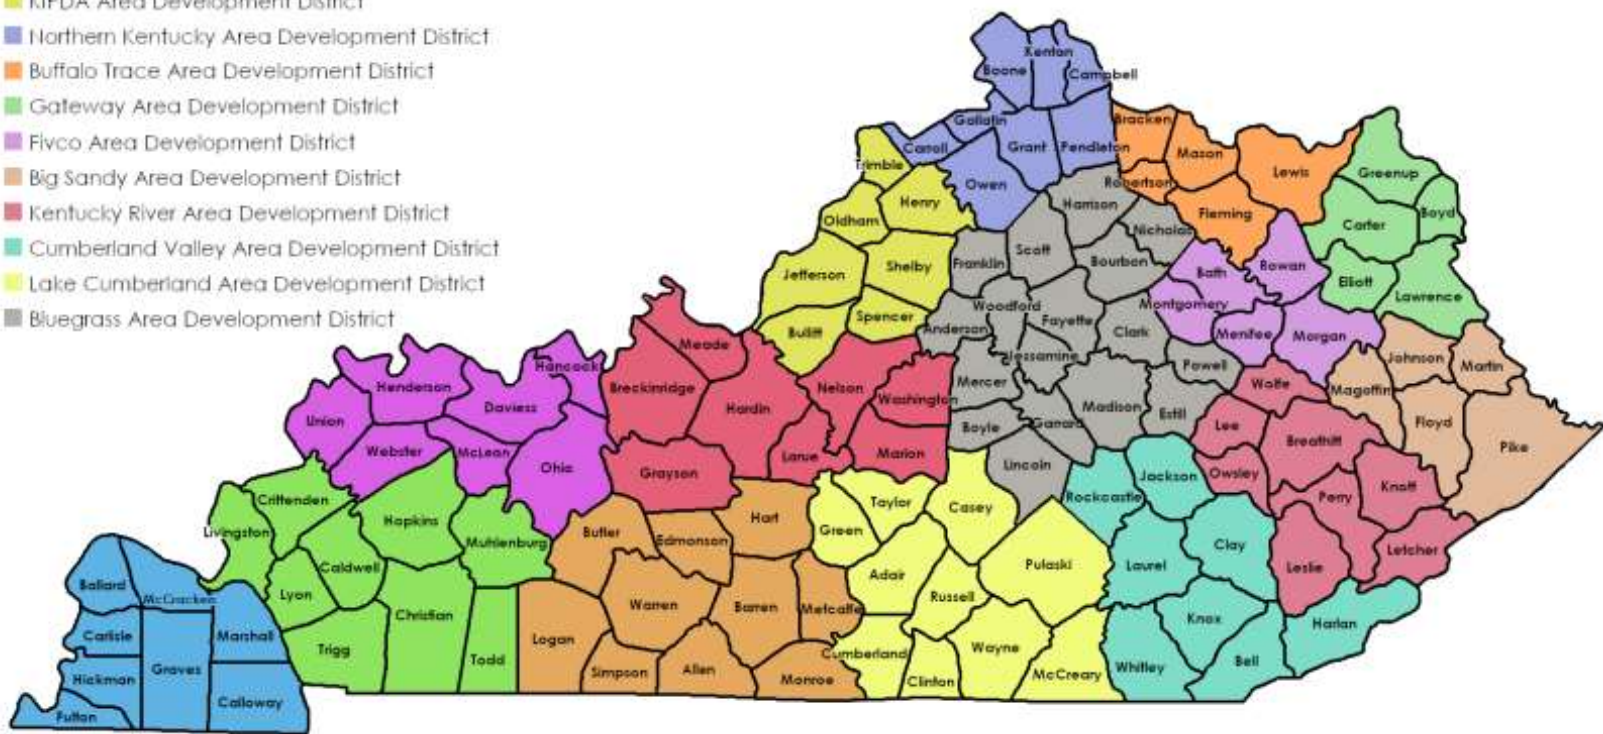 KIPDA Area Development District
Northern Kentucky Area Development District
Buffalo Trace Area Development District
Gateway Area Development District
Fivco Area Development District
Big Sandy Area Development District
Kentucky River Area Development District
Cumberland Valley Area Development District
Lake Cumberland Area Development District
Bluegrass Area Development District
Kenton
Boone
Campbell
Gallatin
Carroll
Grant
Pendleton
Owen
Bracken
Mason
Lewis
Robertson
Fleming
Greenup
Carter
Boyd
Elliott
Lawrence
Trimble
Henry
Oldham
Jefferson
Shelby
Spencer
Bullitt
Harrison
Nicholas
Scott
Franklin
Bourbon
Woodford
Fayette
Anderson
Clark
Jessamine
Powell
Mercer
Madison
Estill
Boyle
Garrard
Lincoln
Bath
Rowan
Montgomery
Menifee
Morgan
Johnson
Martin
Magoffin
Floyd
Pike
Meade
Breckinridge
Hardin
Nelson
Washington
Larue
Marion
Grayson
Hancock
Henderson
Daviess
Union
Webster
McLean
Ohio
Wolfe
Lee
Breathitt
Owsley
Perry
Knott
Leslie
Letcher
Crittenden
Livingston
Hopkins
Muhlenburg
Caldwell
Lyon
Christian
Trigg
Todd
Butler
Edmonson
Hart
Warren
Barren
Metcalfe
Logan
Simpson
Allen
Monroe
Taylor
Green
Casey
Adair
Pulaski
Russell
Cumberland
Clinton
Wayne
McCreary
Rockcastle
Jackson
Laurel
Clay
Knox
Whitley
Bell
Harlan
Ballard
McCracken
Carlisle
Marshall
Graves
Hickman
Calloway
Fulton